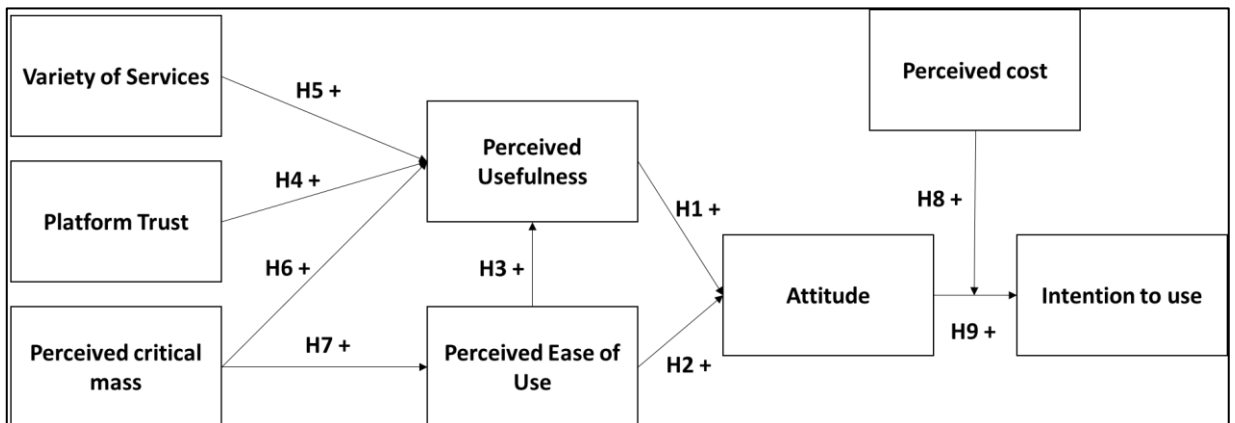 Variety of Services
Perceived cost
H5 +
Perceived
Usefulness
H4 +
H8 +
Platform Trust
H1 +
H6 +
H3 +
Attitude
Intention to use
H7 +
H9 +
Perceived critical
mass
Perceived Ease of
Use
H2 +